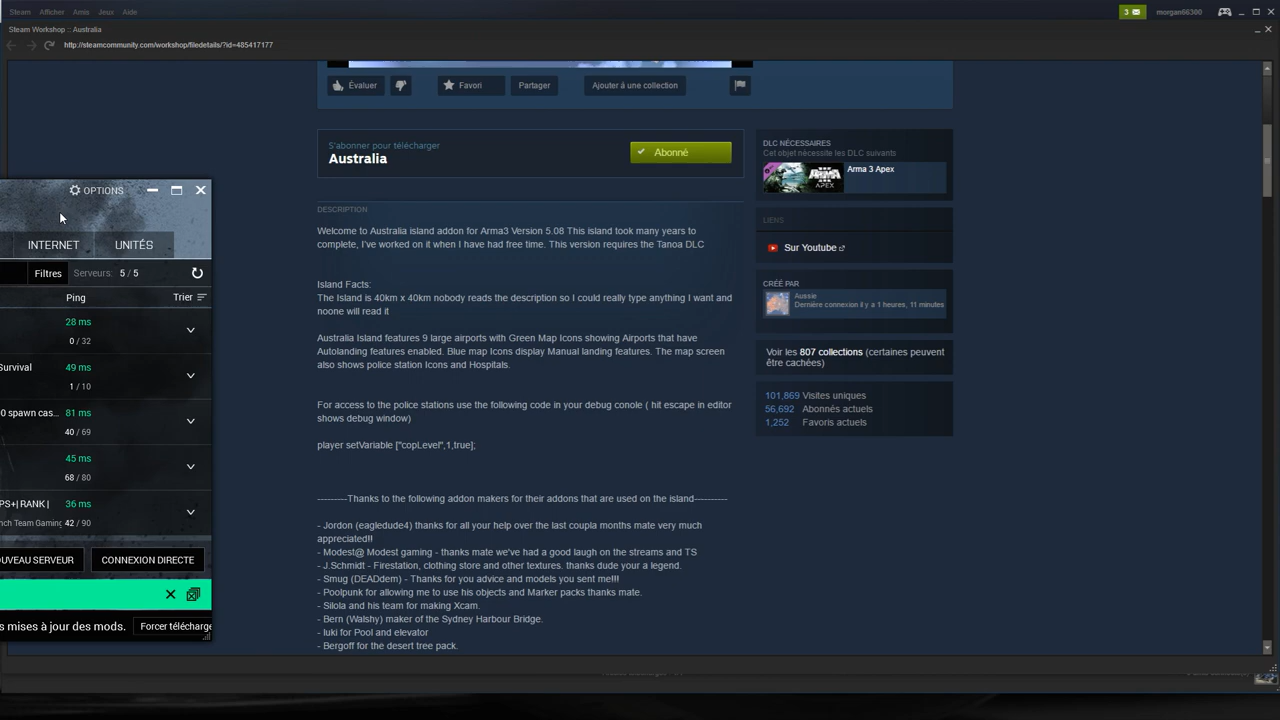 Steam Afficher Amis Jeux Aide
3
morgan66300
Steam Workshop :: Australia
http://steamcommunity.com/workshop/filedetails/?id=485417177
Évaluer
Favori
Partager
Ajouter à une collection
S'abonner pour télécharger
Australia
Abonné
DLC NÉCESSAIRES
Cet objet nécessite les DLC suivants
ARMA III
APEX
Arma 3 Apex
LIENS
Sur Youtube
CRÉÉ PAR
Aussie
Dernière connexion il y a 1 heures, 11 minutes
Voir les 807 collections (certaines peuvent
être cachées)
101,869 Visites uniques
56,692 Abonnés actuels
1,252 Favoris actuels
DESCRIPTION
Welcome to Australia island addon for Arma3 Version 5.08 This island took many years to
complete, I've worked on it when I have had free time. This version requires the Tanoa DLC
Island Facts:
The Island is 40km x 40km nobody reads the description so I could really type anything I want and
noone will read it
Australia Island features 9 large airports with Green Map Icons showing Airports that have
Autolanding features enabled. Blue map Icons display Manual landing features. The map screen
also shows police station Icons and Hospitals.
For access to the police stations use the following code in your debug conole ( hit escape in editor
shows debug window)
player setVariable ["copLevel",1,true];
---------Thanks to the following addon makers for their addons that are used on the island----------
- Jordon (eagledude4) thanks for all your help over the last coupla months mate very much
appreciated!!
- Modest@ Modest gaming - thanks mate we've had a good laugh on the streams and TS
- J.Schmidt - Firestation, clothing store and other textures. thanks dude your a legend.
- Smug (DEADdem) - Thanks for you advice and models you sent me!!!
- Poolpunk for allowing me to use his objects and Marker packs thanks mate.
- Silola and his team for making Xcam.
- Bern (Walshy) maker of the Sydney Harbour Bridge.
- Iuki for Pool and elevator
- Bergoff for the desert tree pack.
OPTIONS
INTERNET UNITÉS
Filtres Serveurs: 5 / 5
Ping Trier
28 ms
0 / 32
Survival 49 ms
1 / 10
0 spawn cas... 81 ms
40 / 69
45 ms
68 / 80
PS+| RANK | 36 ms
nch Team Gaming 42 / 90
OUVEAU SERVEUR CONNEXION DIRECTE
s mises à jour des mods. Forcer télécharge